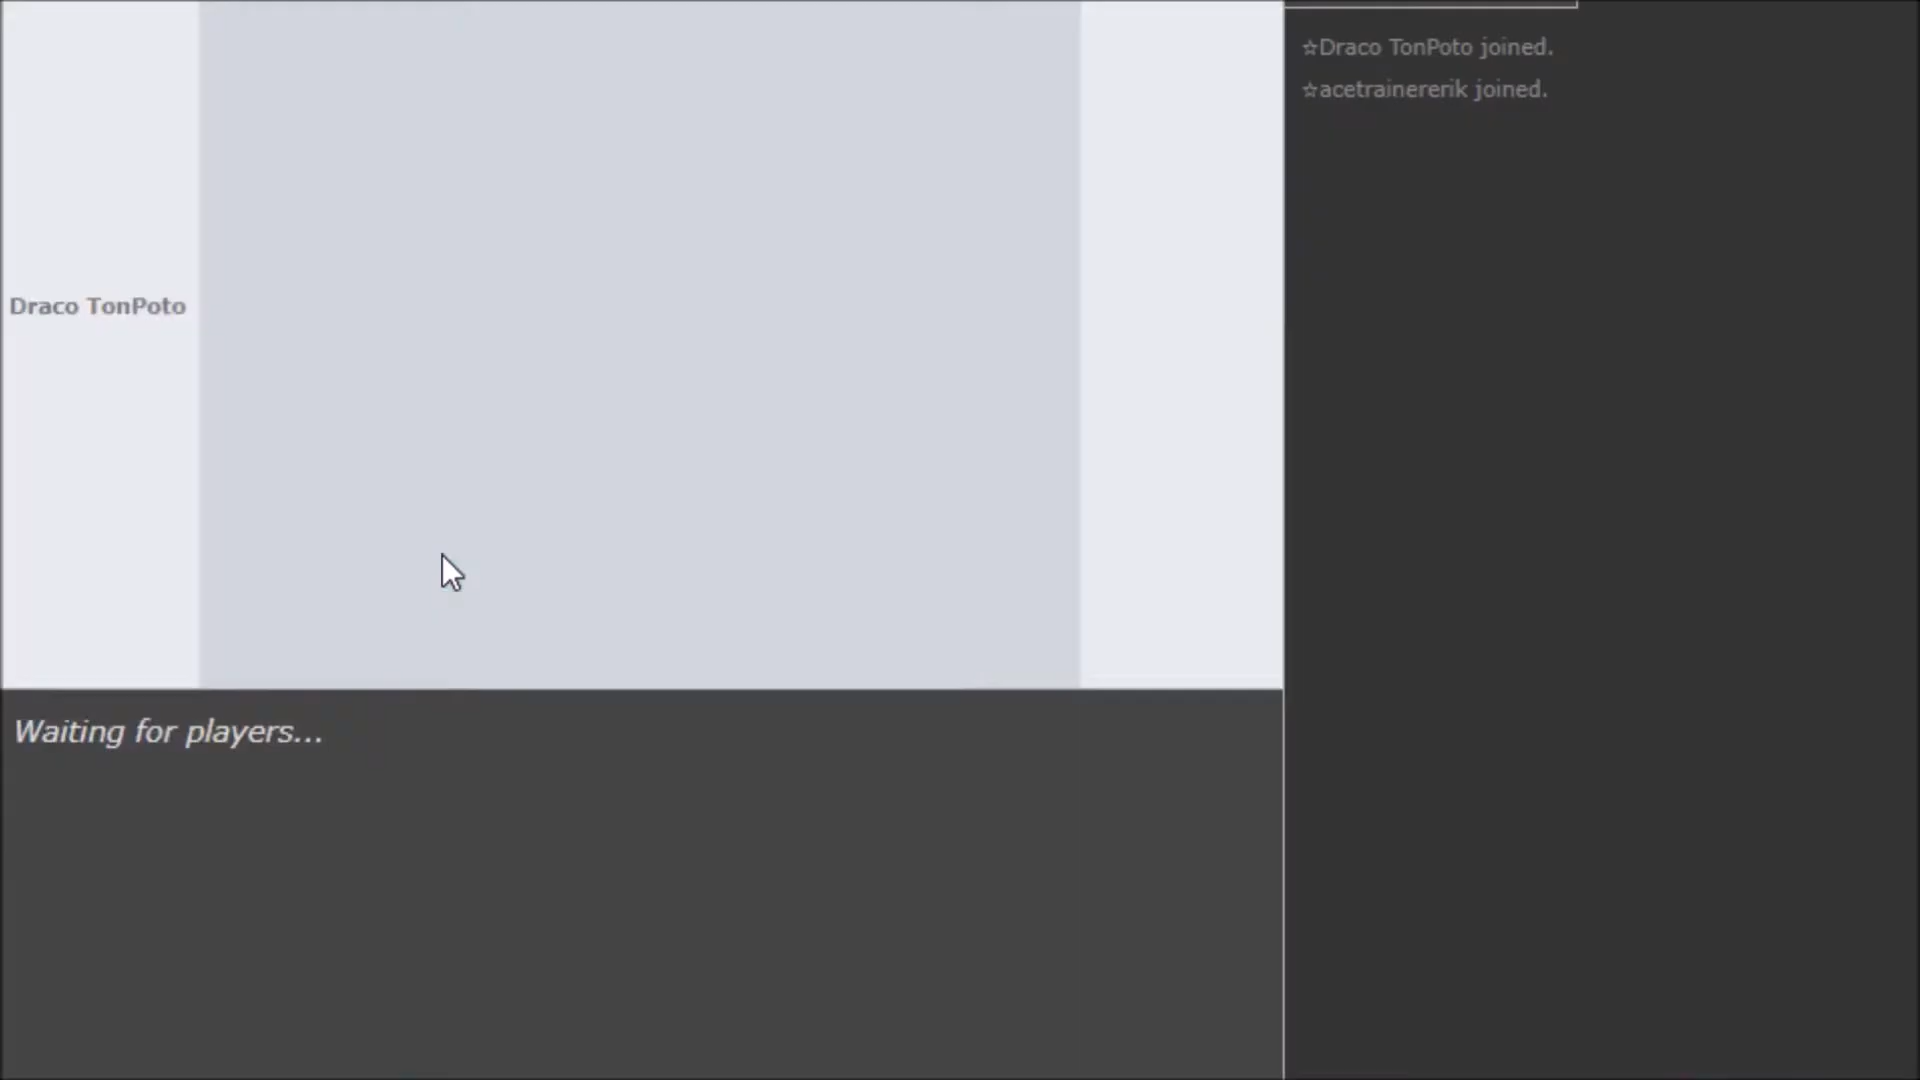 Draco TonPoto
Waiting for players...
☆Draco TonPoto joined.
☆acetrainererik joined.